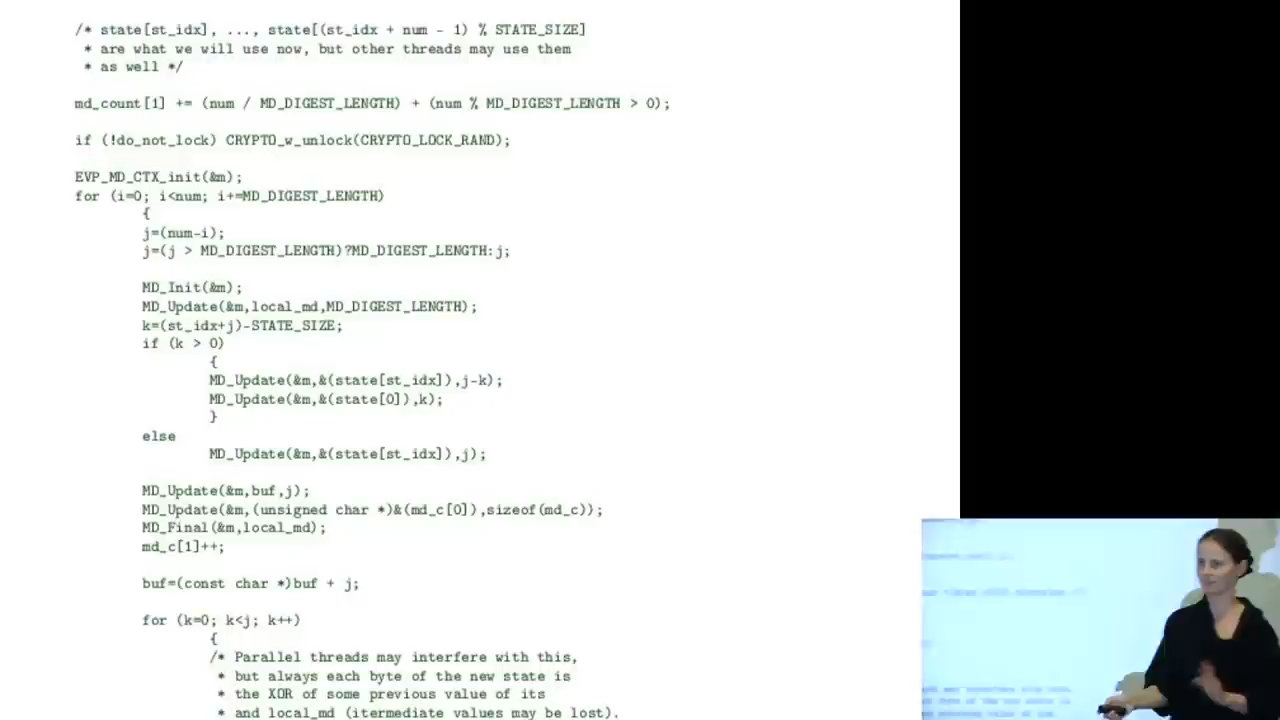 /* state[st_idx], ..., state[(st_idx + num - 1) % STATE_SIZE]
 * are what we will use now, but other threads may use them
 * as well */
md_count[1] += (num / MD_DIGEST_LENGTH) + (num % MD_DIGEST_LENGTH > 0);
if (!do_not_lock) CRYPTO_w_unlock(CRYPTO_LOCK_RAND);
EVP_MD_CTX_init(&m);
for (i=0; i<num; i+=MD_DIGEST_LENGTH)
{
j=(num-i);
j=(j > MD_DIGEST_LENGTH)?MD_DIGEST_LENGTH:j;
MD_Init(&m);
MD_Update(&m,local_md,MD_DIGEST_LENGTH);
k=(st_idx+j)-STATE_SIZE;
if (k > 0)
{
MD_Update(&m,&(state[st_idx]),j-k);
MD_Update(&m,&(state[0]),k);
}
else
MD_Update(&m,&(state[st_idx]),j);
MD_Update(&m,buf,j);
MD_Update(&m,(unsigned char *)&(md_c[0]),sizeof(md_c));
MD_Final(&m,local_md);
md_c[1]++;
buf=(const char *)buf + j;
for (k=0; k<j; k++)
{
/* Parallel threads may interfere with this,
 * but always each byte of the new state is
 * the XOR of some previous value of its
 * and local_md (itermediate values may be lost).